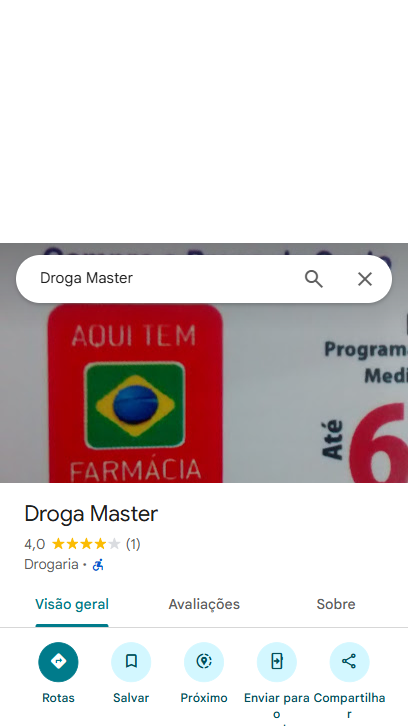 Droga Master
AQUI TEM
FARMÁCIA
Program
Medi
Até
6
Droga Master
4,0 (1)
Drogaria •
Visão geral
Avaliações
Sobre
Rotas
Salvar
Próximo
Enviar para
o
Compartilha
r